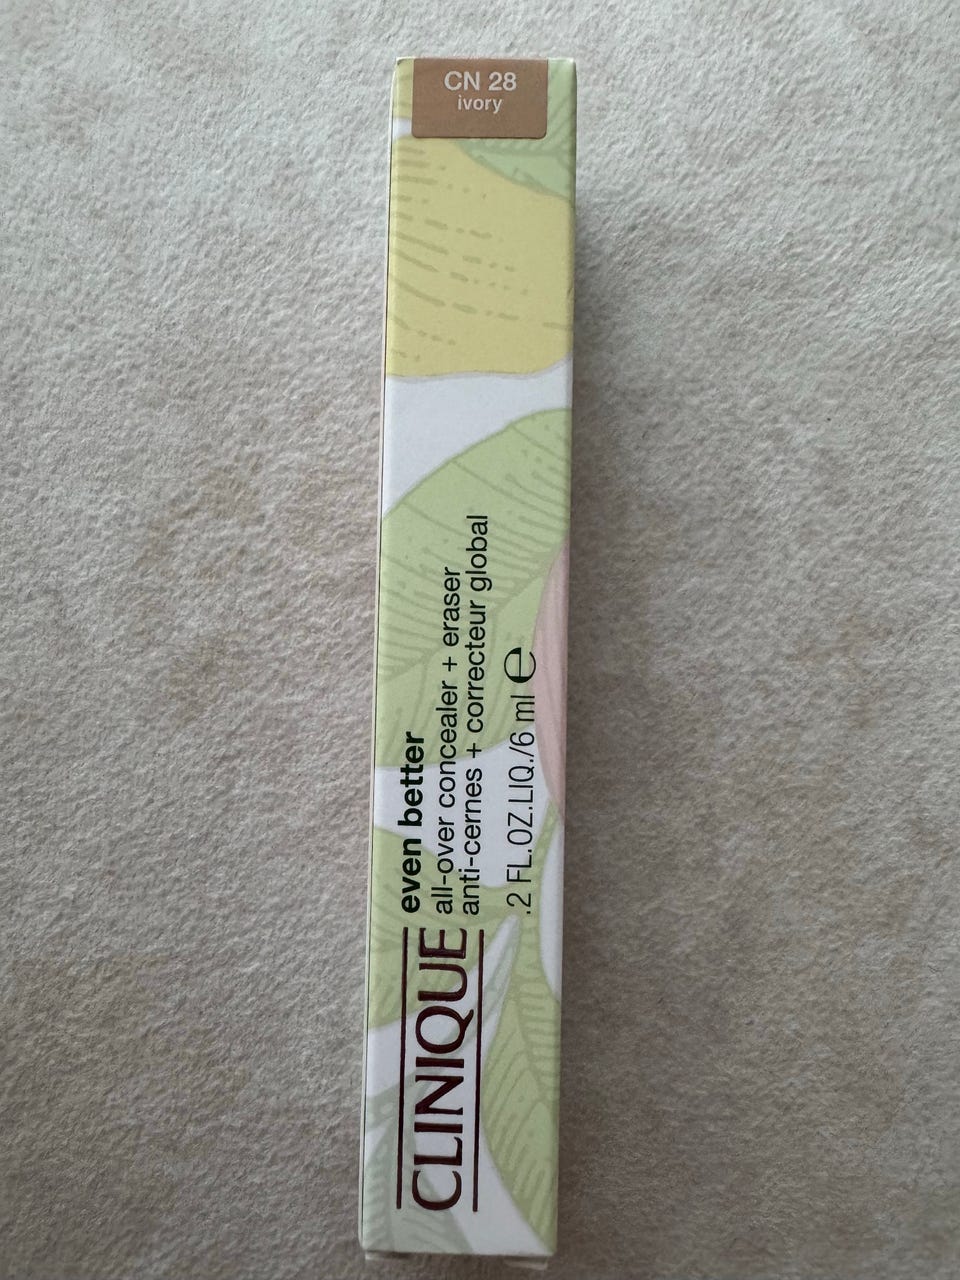 CN 28
ivory
CLINIQUE
even better
all-over concealer + eraser
anti-cernes + correcteur global
.2 FL.OZ.LIQ./6 ml ℮